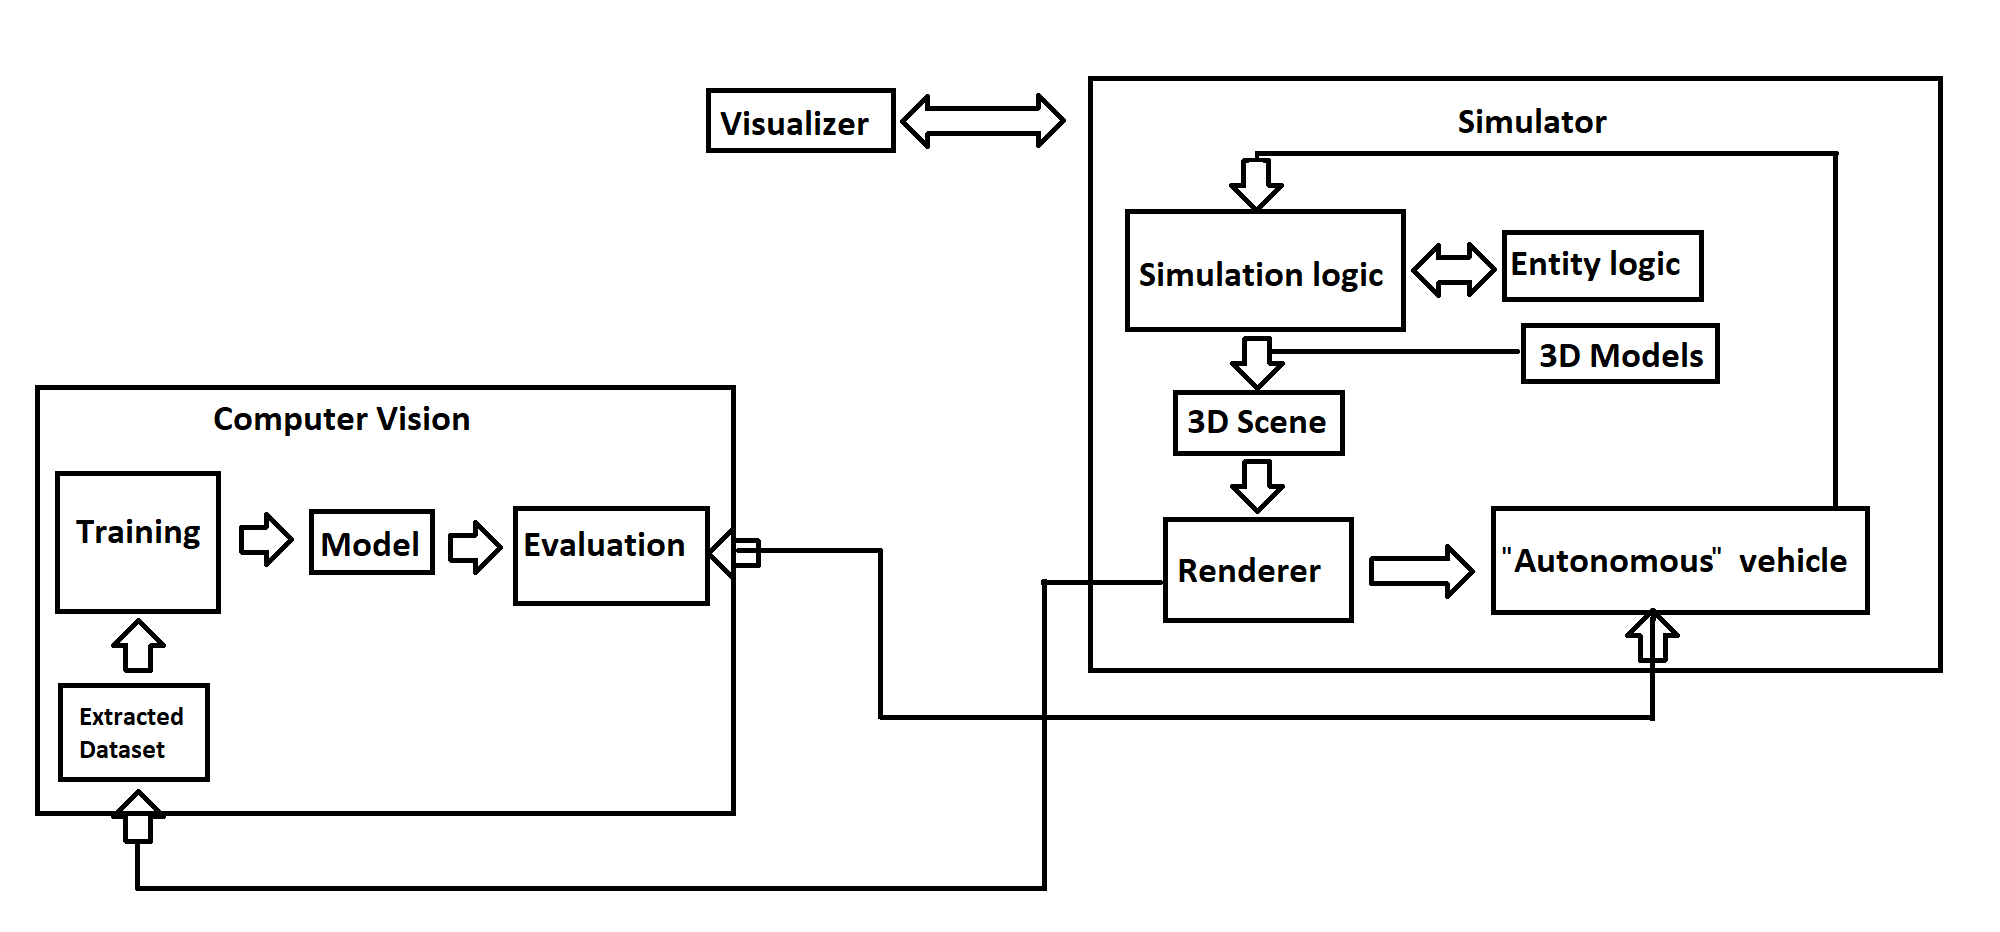 Visualizer
Simulator
Simulation logic
Entity logic
3D Models
3D Scene
Renderer
"Autonomous" vehicle
Computer Vision
Training
Model
Evaluation
Extracted
Dataset